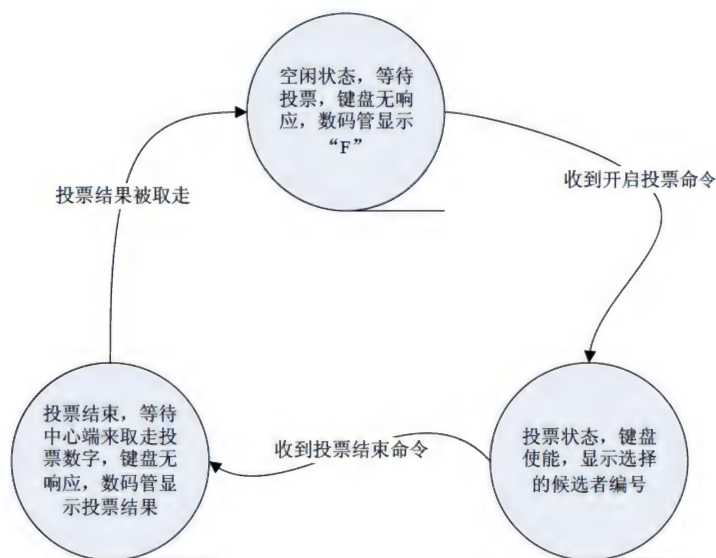 空闲状态，等待
投票，键盘无响
应，数码管显示
“F”
收到开启投票命令
投票结果被取走
投票结束，等待
中心端来取走投
票数字，键盘无
响应，数码管显
示投票结果
收到投票结束命令
投票状态，键盘
使能，显示选择
的候选者编号